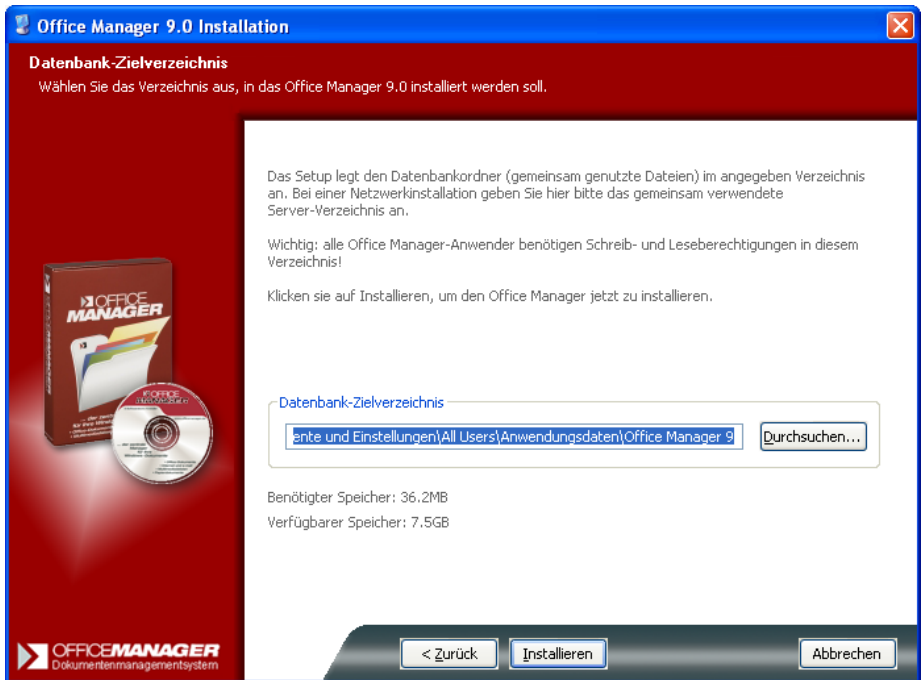 Office Manager 9.0 Installation
Datenbank-Zielverzeichnis
Wählen Sie das Verzeichnis aus, in das Office Manager 9.0 installiert werden soll.
Das Setup legt den Datenbankordner (gemeinsam genutzte Dateien) im angegeben Verzeichnis
an. Bei einer Netzwerkinstallation geben Sie hier bitte das gemeinsam verwendete
Server-Verzeichnis an.
Wichtig: alle Office Manager-Anwender benötigen Schreib- und Leseberechtigungen in diesem
Verzeichnis!
Klicken sie auf Installieren, um den Office Manager jetzt zu installieren.
OFFICE
MANAGER
Datenbank-Zielverzeichnis
ente und Einstellungen\All Users\Anwendungsdaten\Office Manager 9
Durchsuchen...
Benötigter Speicher: 36.2MB
Verfügbarer Speicher: 7.5GB
OFFICEMANAGER
Dokumentenmanagementsystem
< Zurück
Installieren
Abbrechen